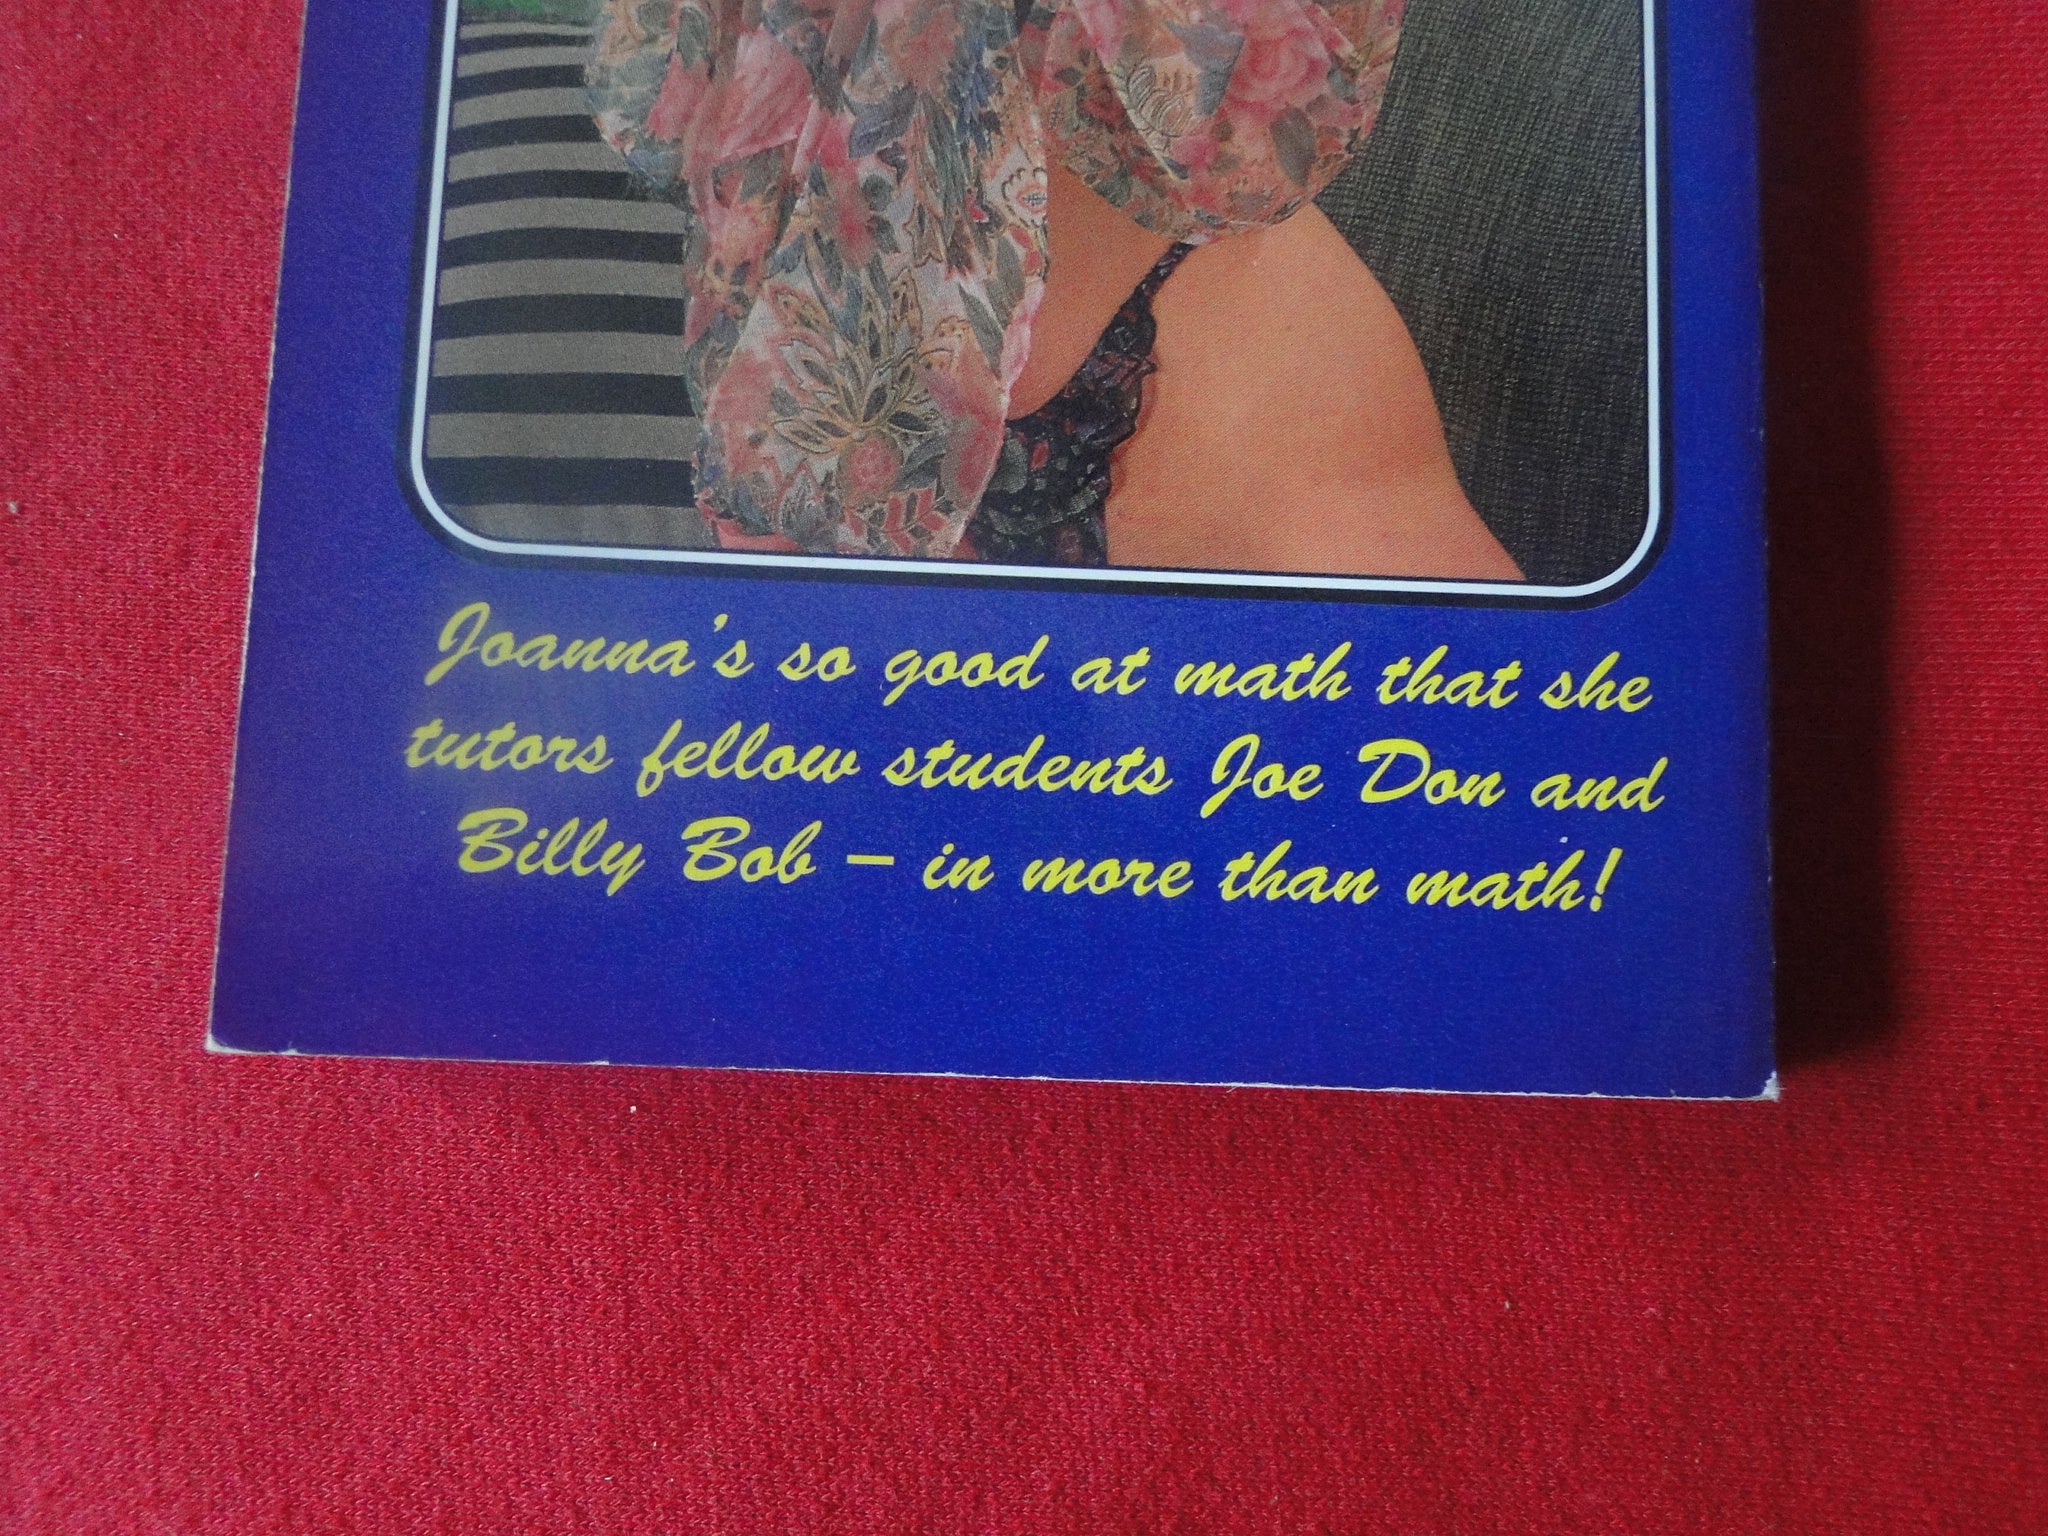 Joanna's so good at math that she
tutors fellow students Joe Don and
Billy Bob – in more than math!